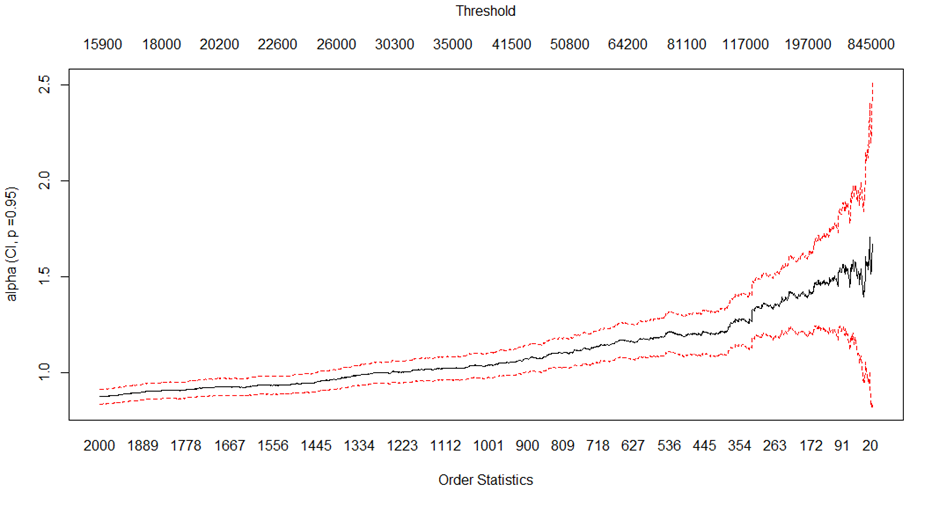 Threshold
15900 18000 20200 22600 26000 30300 35000 41500 50800 64200 81100 117000 197000 845000
2.5
2.0
1.5
1.0
alpha (CI, p =0.95)
2000 1889 1778 1667 1556 1445 1334 1223 1112 1001 900 809 718 627 536 445 354 263 172 91 20
Order Statistics